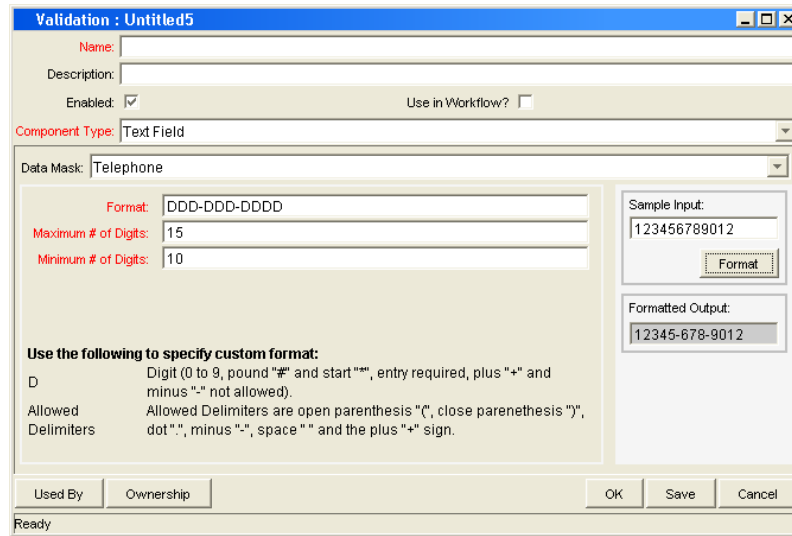 Validation : Untitled5
Name:
Description:
Enabled: Use in Workflow?
Component Type: Text Field
Data Mask: Telephone
Format: DDD-DDD-DDDD
Maximum # of Digits: 15
Minimum # of Digits: 10
Sample Input:
123456789012
Format
Formatted Output:
12345-678-9012
Use the following to specify custom format:
D Digit (0 to 9, pound "#" and start "*", entry required, plus "+" and
minus "-" not allowed).
Allowed Allowed Delimiters are open parenthesis "(", close parenethesis ")",
Delimiters dot ".", minus "-", space " " and the plus "+" sign.
Used By Ownership OK Save Cancel
Ready